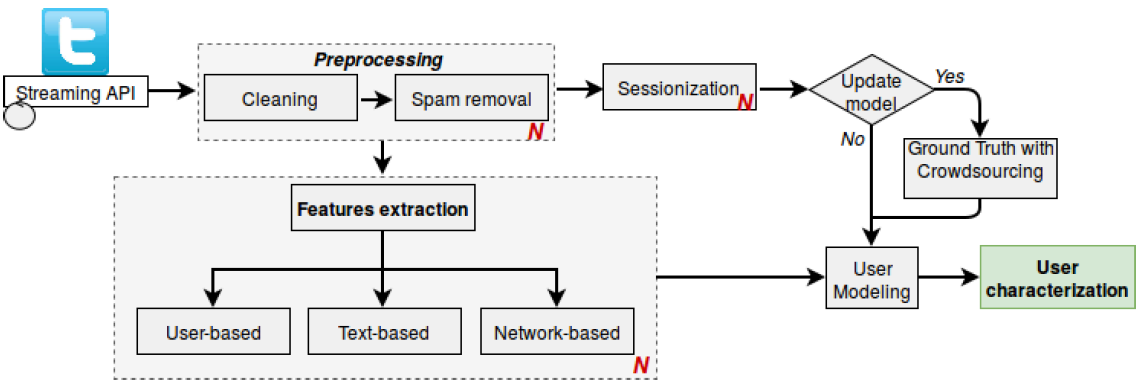 Streaming API
Preprocessing
Cleaning
Spam removal
N
Sessionization
N
Update
model
Yes
No
Ground Truth with
Crowdsourcing
Features extraction
User-based
Text-based
Network-based
N
User
Modeling
User
characterization